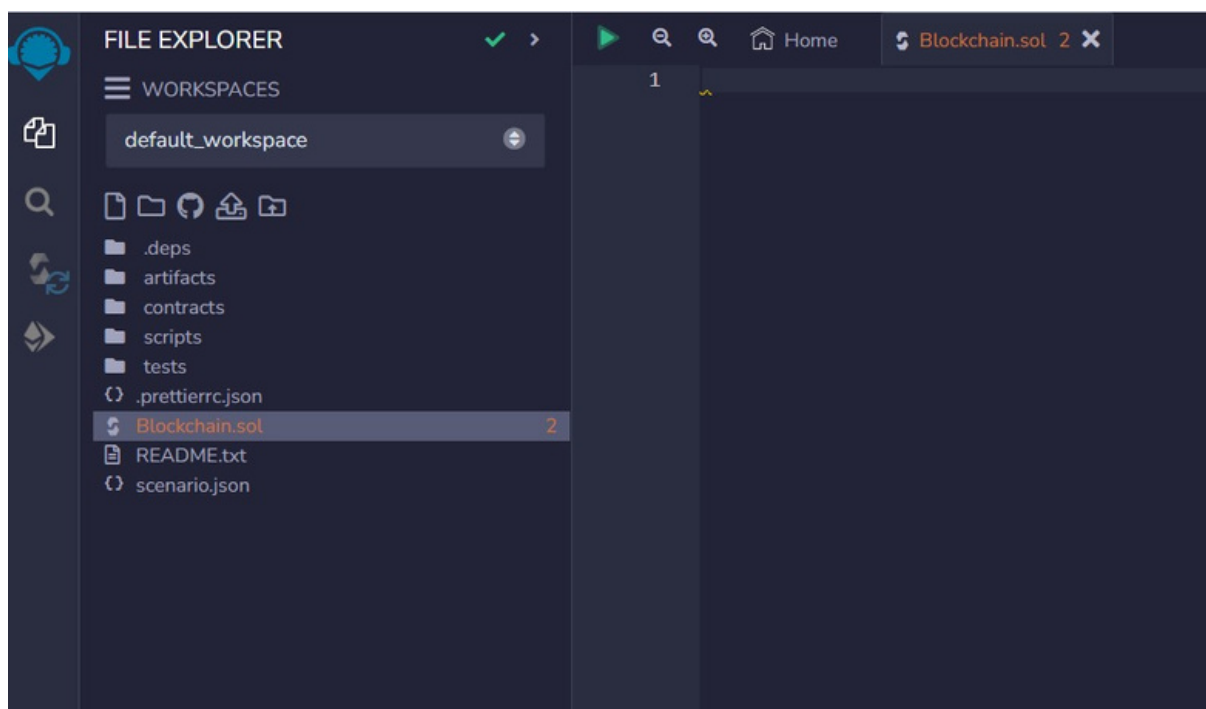 FILE EXPLORER
WORKSPACES
default_workspace
.deps
artifacts
contracts
scripts
tests
.prettierrc.json
Blockchain.sol 2
README.txt
scenario.json
Home
Blockchain.sol 2
1